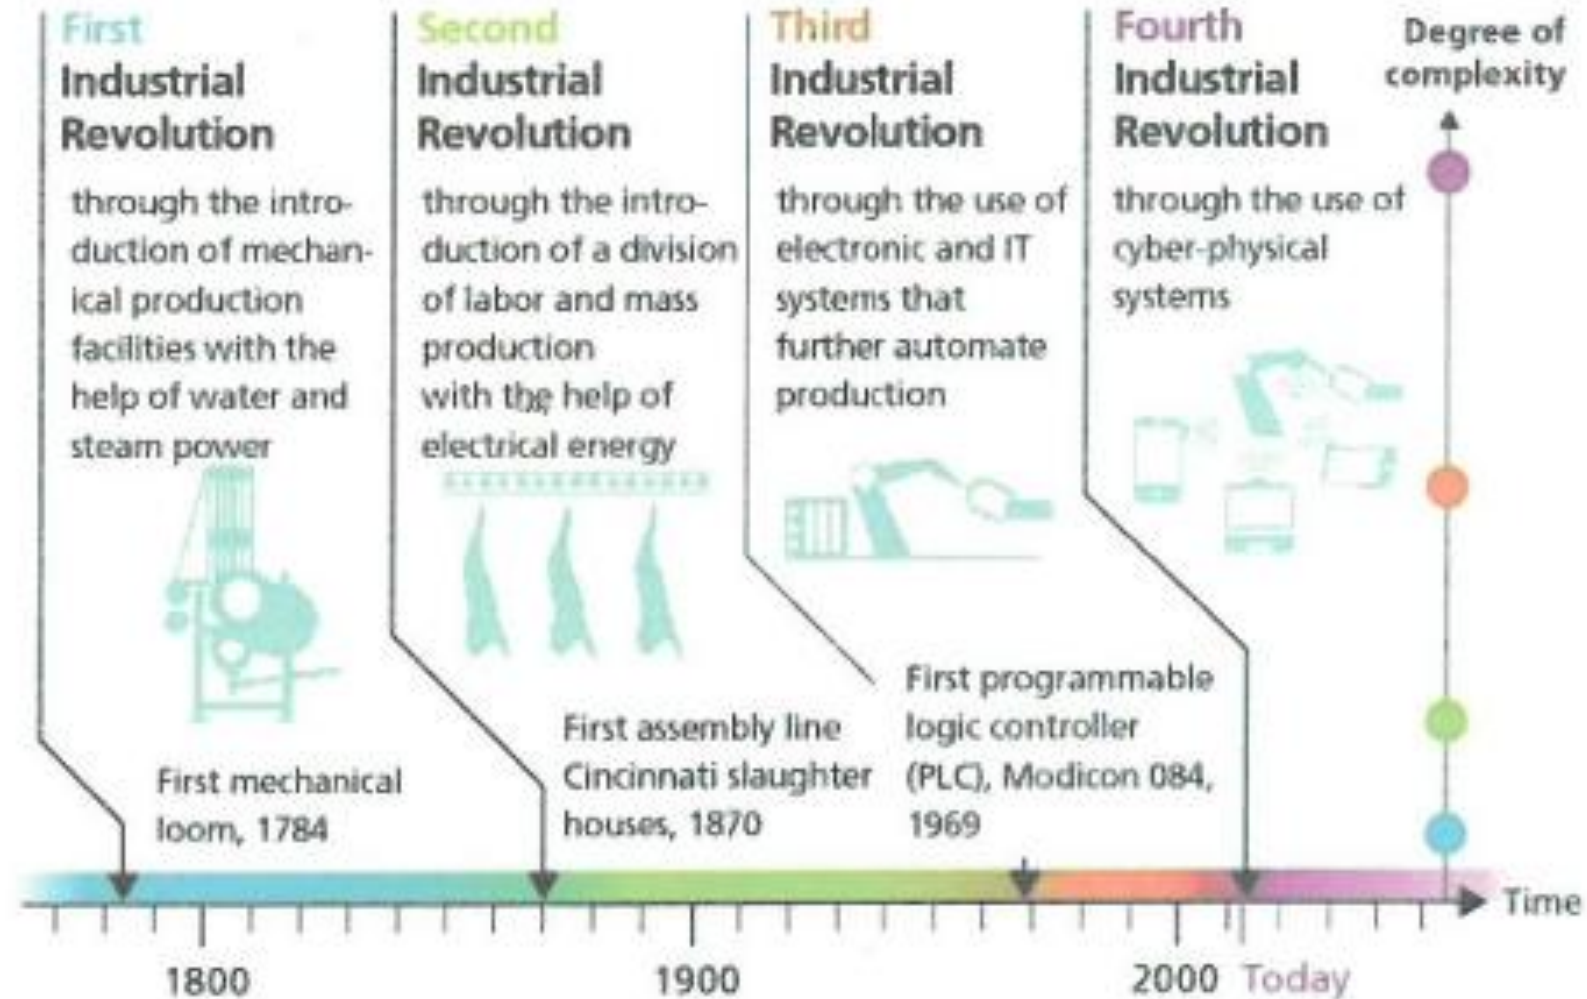 First
Industrial
Revolution
through the intro-
duction of mechan-
ical production
facilities with the
help of water and
steam power
First mechanical
loom, 1784
Second
Industrial
Revolution
through the intro-
duction of a division
of labor and mass
production
with the help of
electrical energy
First assembly line
Cincinnati slaughter
houses, 1870
Third
Industrial
Revolution
through the use of
electronic and IT
systems that
further automate
production
First programmable
logic controller
(PLC), Modicon 084,
1969
Fourth
Industrial
Revolution
through the use of
cyber-physical
systems
Degree of
complexity
Time
1800
1900
2000
Today